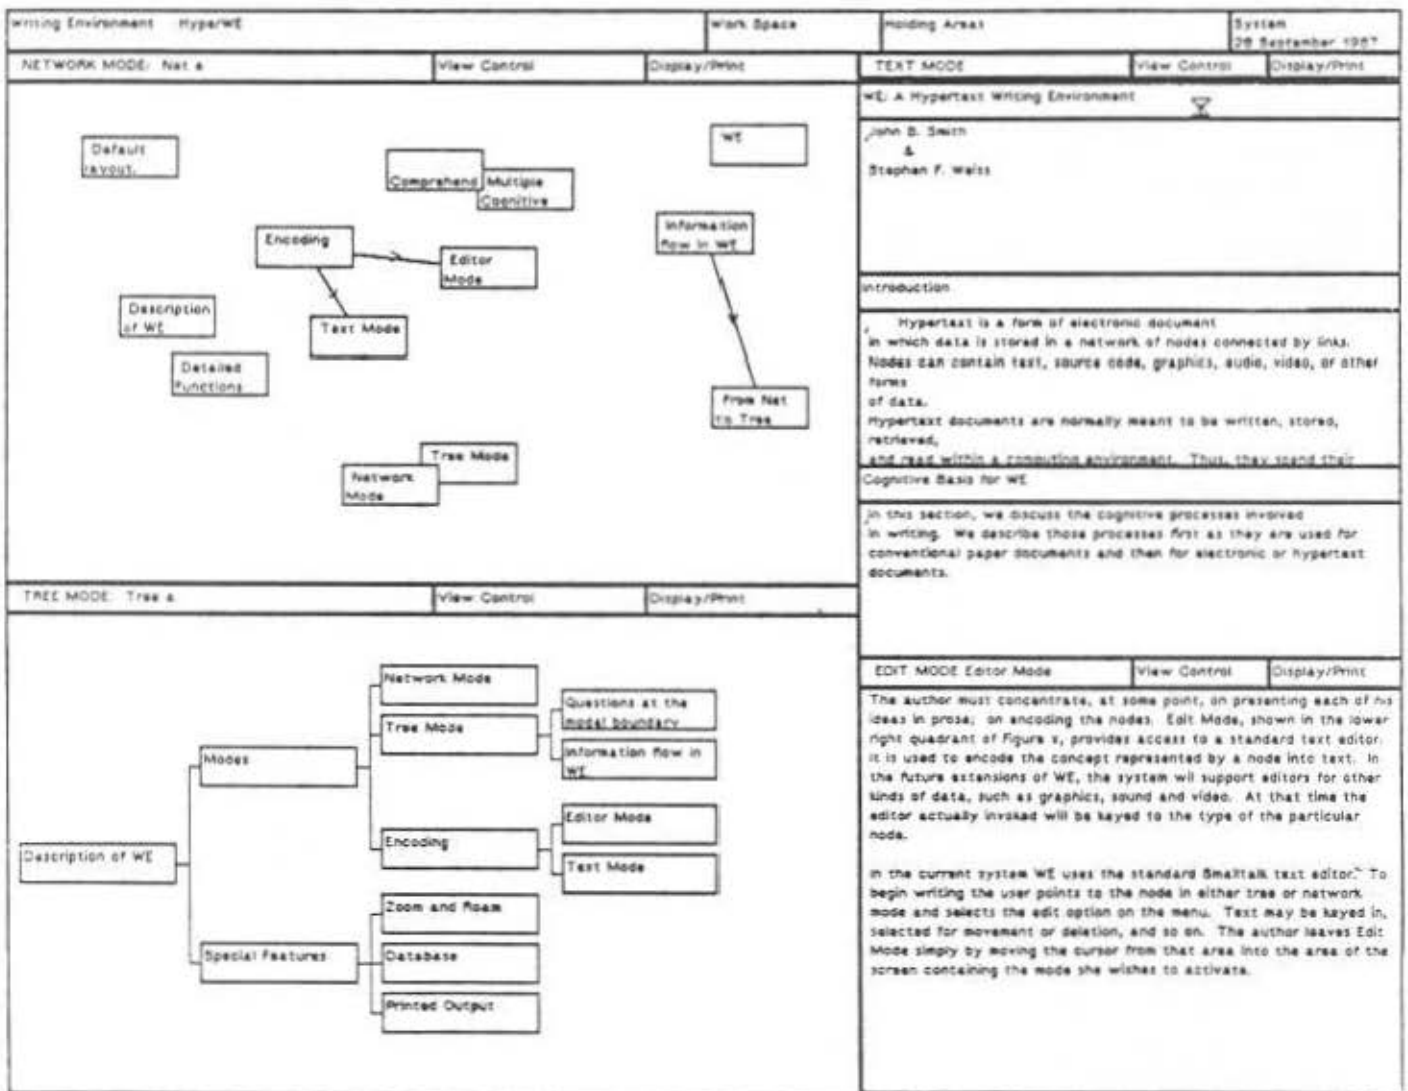 Writing Environment HyperWE
Work Space
Holding Areas
System
28 September 1987
NETWORK MODE: Net a
View Control
Display/Print
Default
Layout.
Comprehend
Multiple
Cognitive
WE
Encoding
Editor
Mode
Information
flow in WE
Description
of WE
Text Mode
Detailed
Functions
From Net
to Tree
Tree Mode
Network
Mode
TREE MODE: Tree a
View Control
Display/Print
Description of WE
Modes
Special Features
Network Mode
Tree Mode
Encoding
Questions at the
modal boundary
Information flow in
WE
Editor Mode
Text Mode
Zoom and Roam
Database
Printed Output
TEXT MODE
View Control
Display/Print
WE: A Hypertext Writing Environment
John B. Smith
&
Stephen F. Weiss
Introduction
Hypertext is a form of electronic document
in which data is stored in a network of nodes connected by links.
Nodes can contain text, source code, graphics, audio, video, or other
forms
of data.
Hypertext documents are normally meant to be written, stored,
retrieved,
and read within a computing environment. Thus, they spend their
Cognitive Basis for WE
In this section, we discuss the cognitive processes involved
in writing. We describe those processes first as they are used for
conventional paper documents and then for electronic or hypertext
documents.
EDIT MODE Editor Mode
View Control
Display/Print
The author must concentrate, at some point, on presenting each of his
ideas in prose; on encoding the nodes. Edit Mode, shown in the lower
right quadrant of Figure x, provides access to a standard text editor.
It is used to encode the concept represented by a node into text. In
the future extensions of WE, the system will support editors for other
kinds of data, such as graphics, sound and video. At that time the
editor actually invoked will be keyed to the type of the particular
node.
In the current system WE uses the standard Smalltalk text editor. To
begin writing the user points to the node in either tree or network
mode and selects the edit option on the menu. Text may be keyed in,
selected for movement or deletion, and so on. The author leaves Edit
Mode simply by moving the cursor from that area into the area of the
screen containing the mode she wishes to activate.